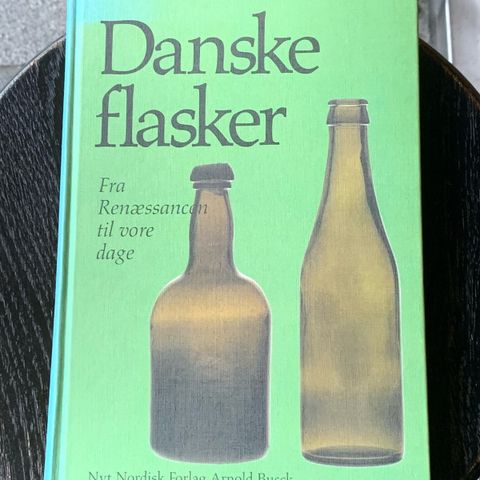 Danske
flasker
Fra
Renæssancen
til vore
dage
Nyt Nordisk Forlag Arnold Busck